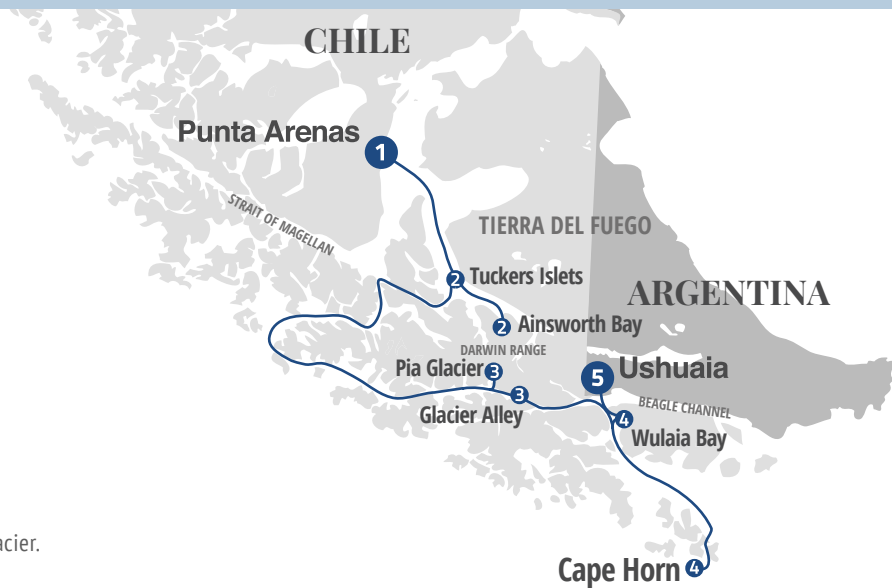 CHILE
Punta Arenas
1
STRAIT OF MAGELLAN
TIERRA DEL FUEGO
2 Tuckers Islets
ARGENTINA
2 Ainsworth Bay
DARWIN RANGE
Pia Glacier 3
5 Ushuaia
3
Glacier Alley
BEAGLE CHANNEL
4
Wulaia Bay
acier.
Cape Horn 4